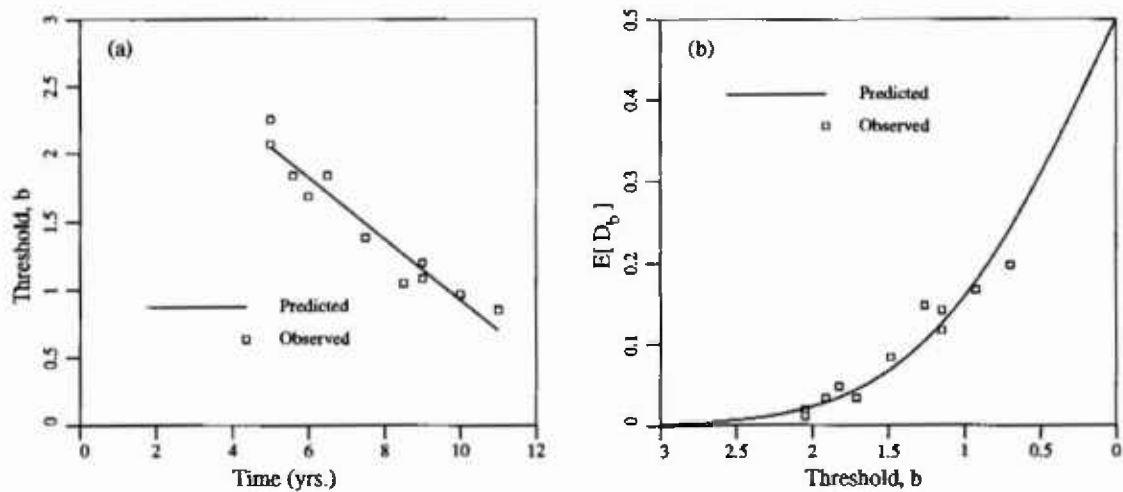 (a)
Threshold, b
3
2.5
2
1.5
1
0.5
0
Predicted
Observed
0 2 4 6 8 10 12
Time (yrs.)
(b)
E[ D_b ]
0.5
0.4
0.3
0.2
0.1
0
Predicted
Observed
3 2.5 2 1.5 1 0.5 0
Threshold, b